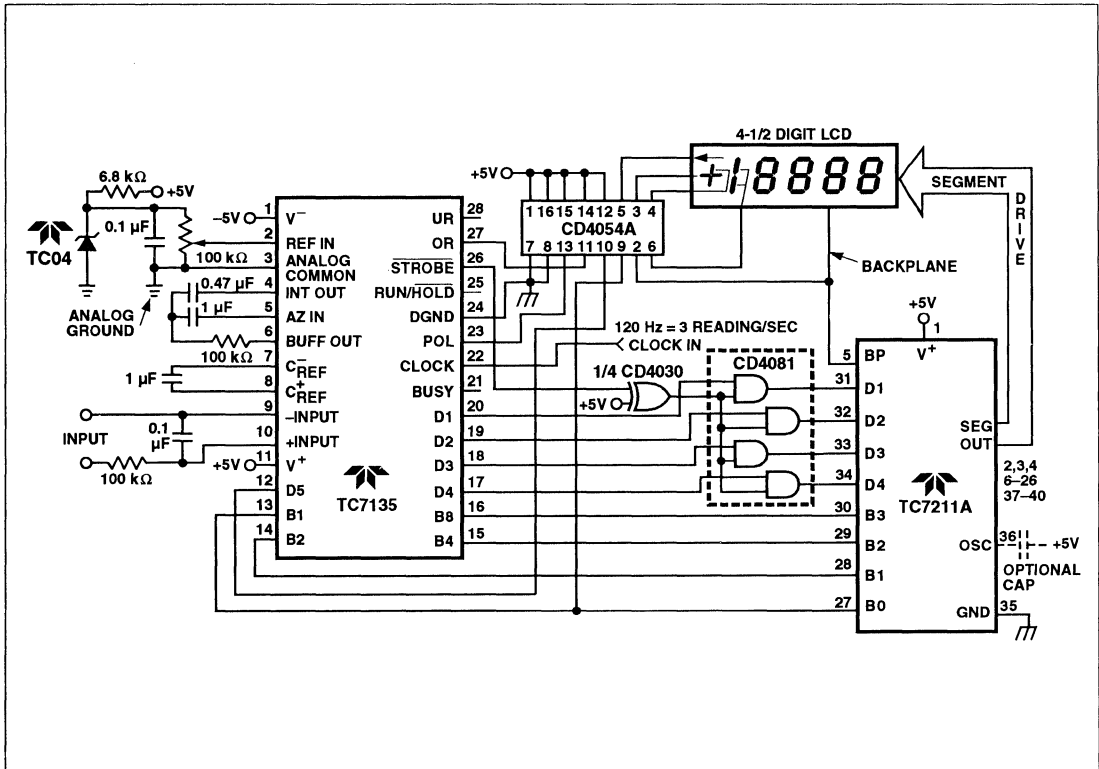 4-1/2 DIGIT LCD
+18888
SEGMENT
DRIVE
BACKPLANE
+5V
1 16 15 14 12 5 3 4
CD4054A
7 8 13 11 10 9 2 6
6.8 kΩ
+5V
0.1 µF
TC04
100 kΩ
ANALOG
GROUND
0.47 µF
1 µF
100 kΩ
1 µF
INPUT
0.1
µF
100 kΩ
–5V
+5V
1 V–
2 REF IN
3 ANALOG
COMMON
4 INT OUT
5 AZ IN
6 BUFF OUT
7 C–REF
8 C+REF
9 –INPUT
10 +INPUT
11 V+
12 D5
13 B1
14 B2
TC7135
UR 28
OR 27
STROBE 26
RUN/HOLD 25
DGND 24
POL 23
CLOCK 22
BUSY 21
D1 20
D2 19
D3 18
D4 17
B8 16
B4 15
120 Hz = 3 READING/SEC
CLOCK IN
1/4 CD4030
+5V
CD4081
+5V
1
V+
5 BP
31 D1
32 D2
33 D3
34 D4
30 B3
29 B2
28 B1
27 B0
TC7211A
SEG
OUT
2,3,4
6–26
37–40
OSC 36
+5V
OPTIONAL
CAP
GND 35